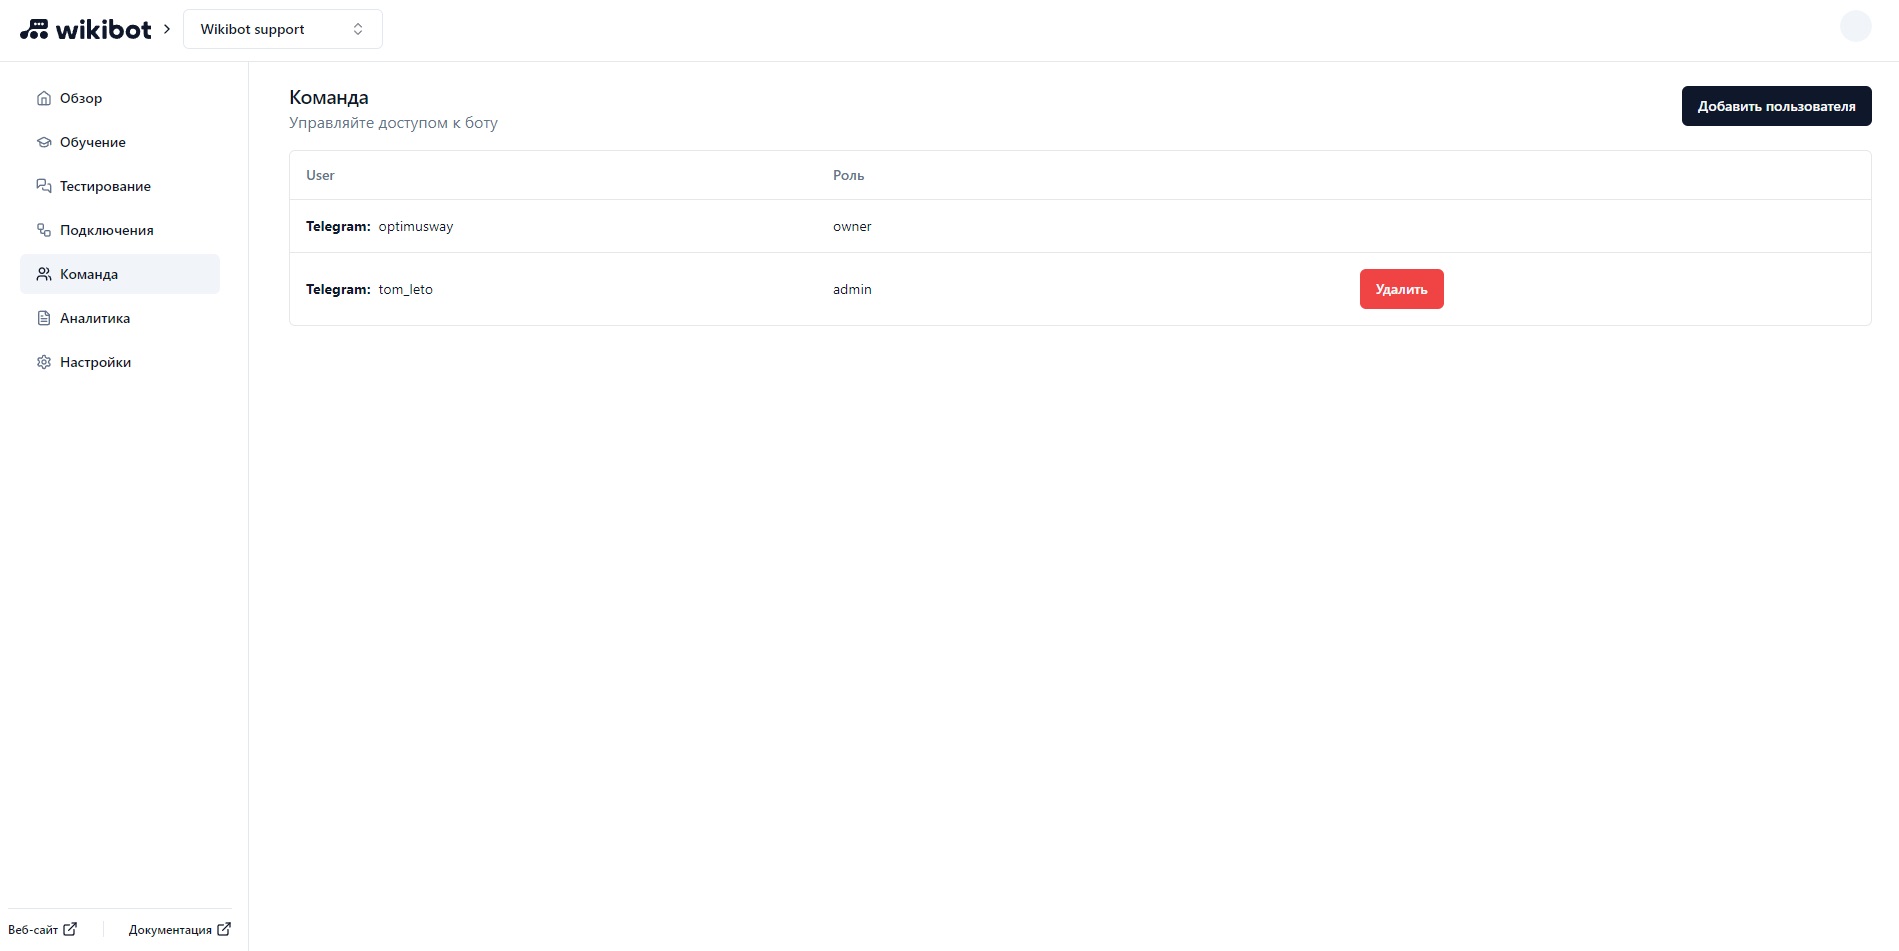 wikibot
Wikibot support
Обзор
Обучение
Тестирование
Подключения
Команда
Аналитика
Настройки
Веб-сайт
Документация
Команда
Управляйте доступом к боту
Добавить пользователя
User Роль
Telegram: optimusway owner
Telegram: tom_leto admin Удалить